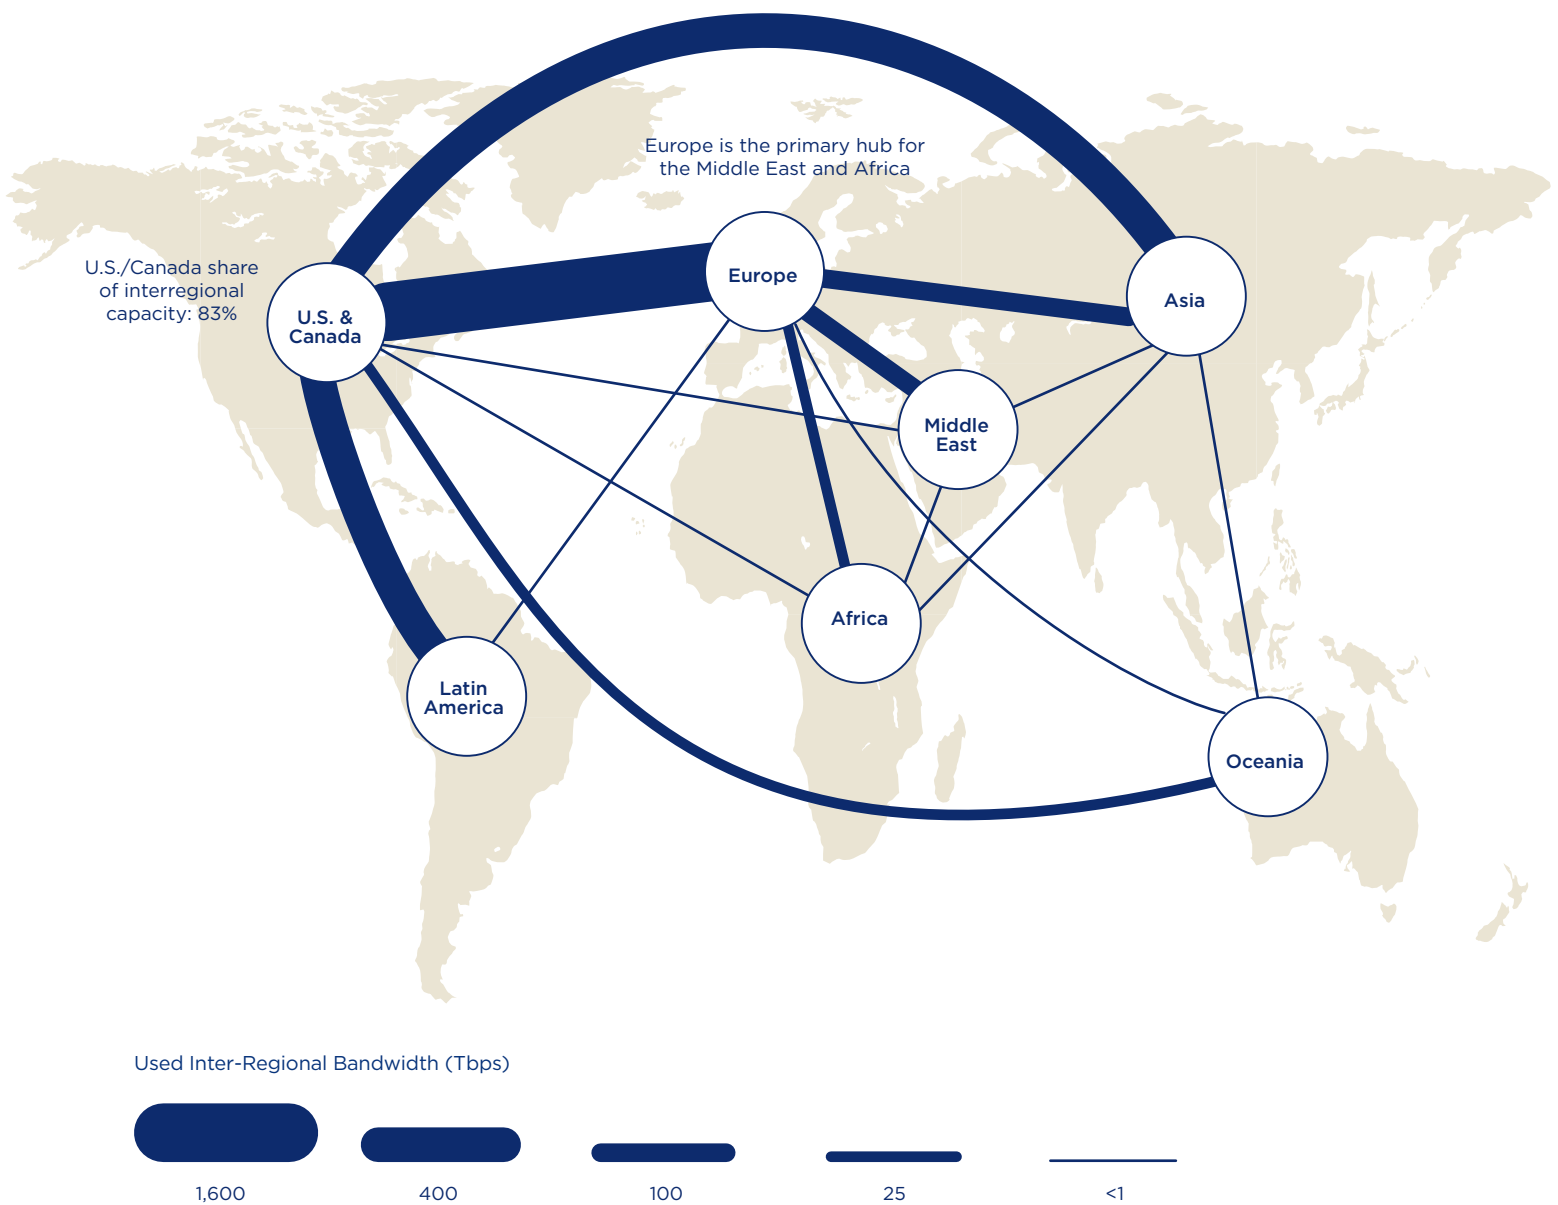 Europe is the primary hub for
the Middle East and Africa
U.S./Canada share
of interregional
capacity: 83%
U.S. &
Canada
Europe
Asia
Middle
East
Africa
Latin
America
Oceania
Used Inter-Regional Bandwidth (Tbps)
1,600
400
100
25
<1